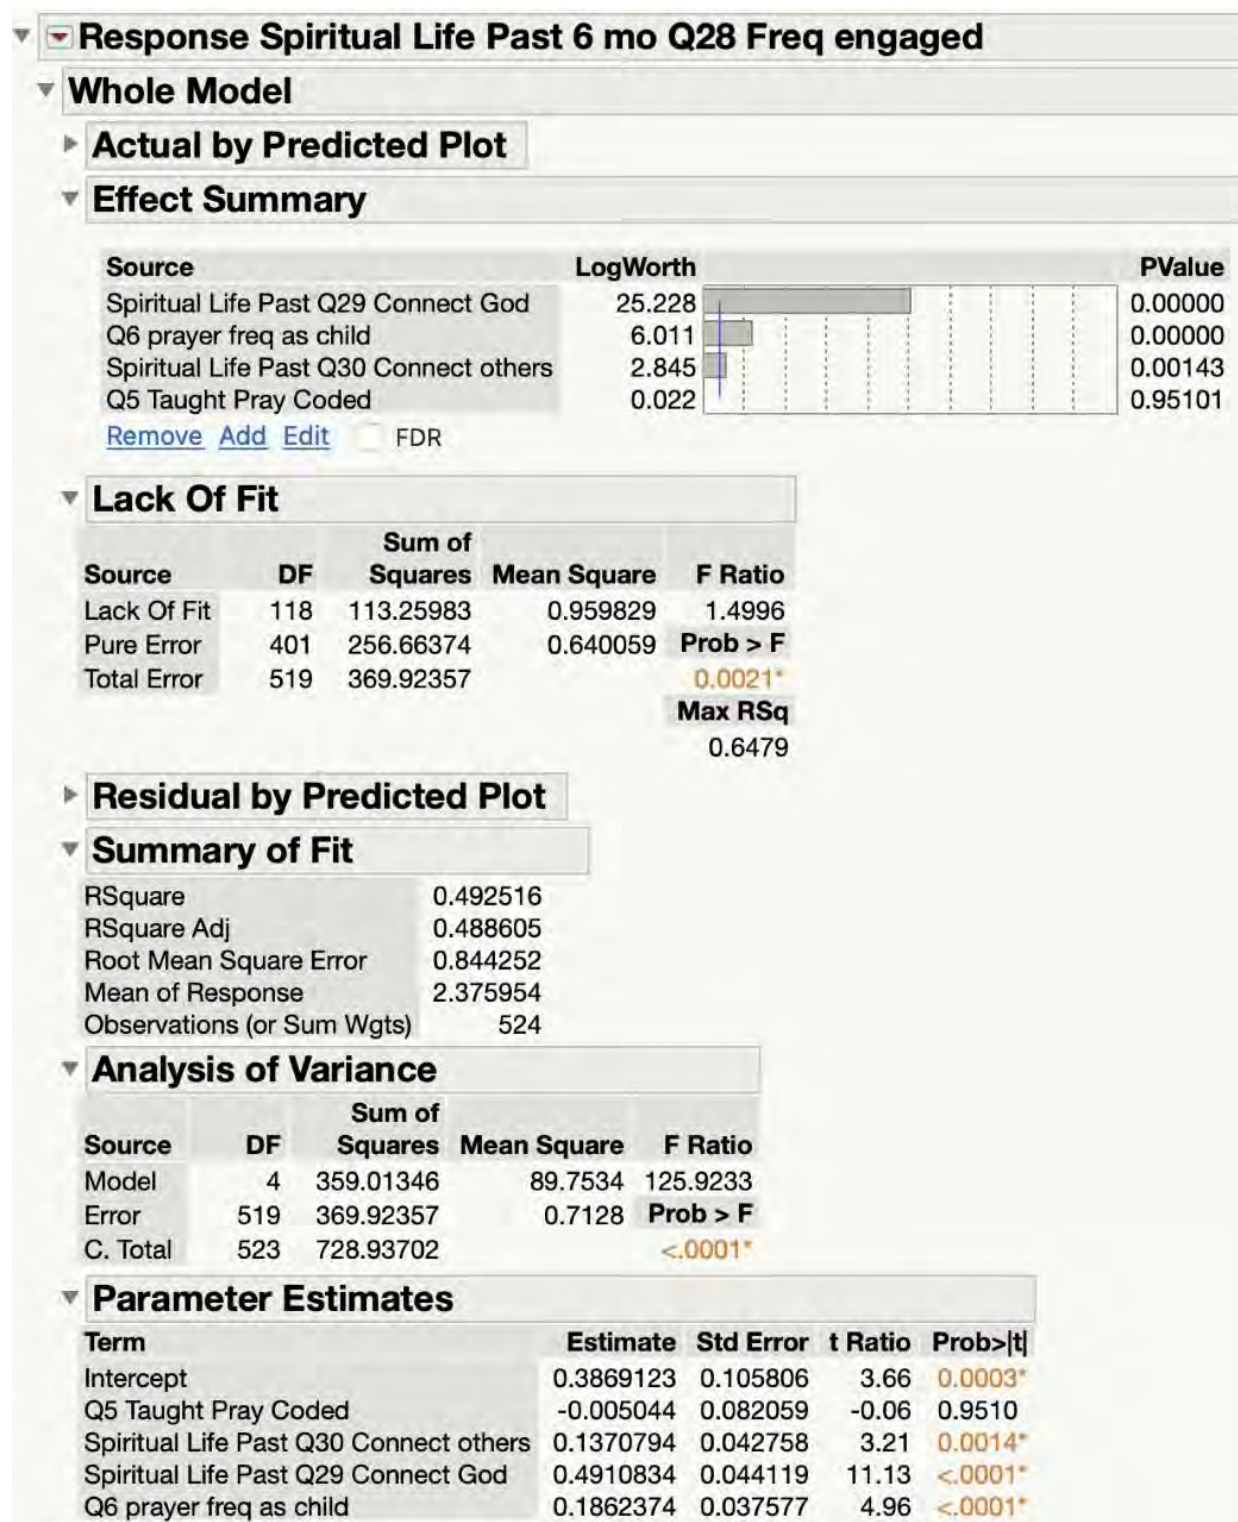 Response Spiritual Life Past 6 mo Q28 Freq engaged
Whole Model
Actual by Predicted Plot
Effect Summary
Source LogWorth PValue
Spiritual Life Past Q29 Connect God 25.228 0.00000
Q6 prayer freq as child 6.011 0.00000
Spiritual Life Past Q30 Connect others 2.845 0.00143
Q5 Taught Pray Coded 0.022 0.95101
Remove Add Edit FDR
Lack Of Fit
Sum of
Source DF Squares Mean Square F Ratio
Lack Of Fit 118 113.25983 0.959829 1.4996
Pure Error 401 256.66374 0.640059 Prob > F
Total Error 519 369.92357 0.0021*
Max RSq
0.6479
Residual by Predicted Plot
Summary of Fit
RSquare 0.492516
RSquare Adj 0.488605
Root Mean Square Error 0.844252
Mean of Response 2.375954
Observations (or Sum Wgts) 524
Analysis of Variance
Sum of
Source DF Squares Mean Square F Ratio
Model 4 359.01346 89.7534 125.9233
Error 519 369.92357 0.7128 Prob > F
C. Total 523 728.93702 <.0001*
Parameter Estimates
Term Estimate Std Error t Ratio Prob>|t|
Intercept 0.3869123 0.105806 3.66 0.0003*
Q5 Taught Pray Coded -0.005044 0.082059 -0.06 0.9510
Spiritual Life Past Q30 Connect others 0.1370794 0.042758 3.21 0.0014*
Spiritual Life Past Q29 Connect God 0.4910834 0.044119 11.13 <.0001*
Q6 prayer freq as child 0.1862374 0.037577 4.96 <.0001*